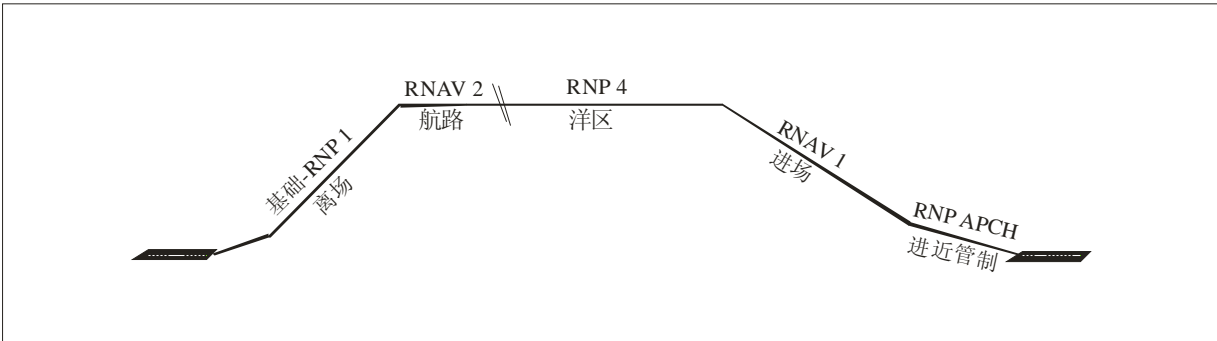 基础-RNP 1
离场
RNAV 2
航路
RNP 4
洋区
RNAV 1
进场
RNP APCH
进近管制